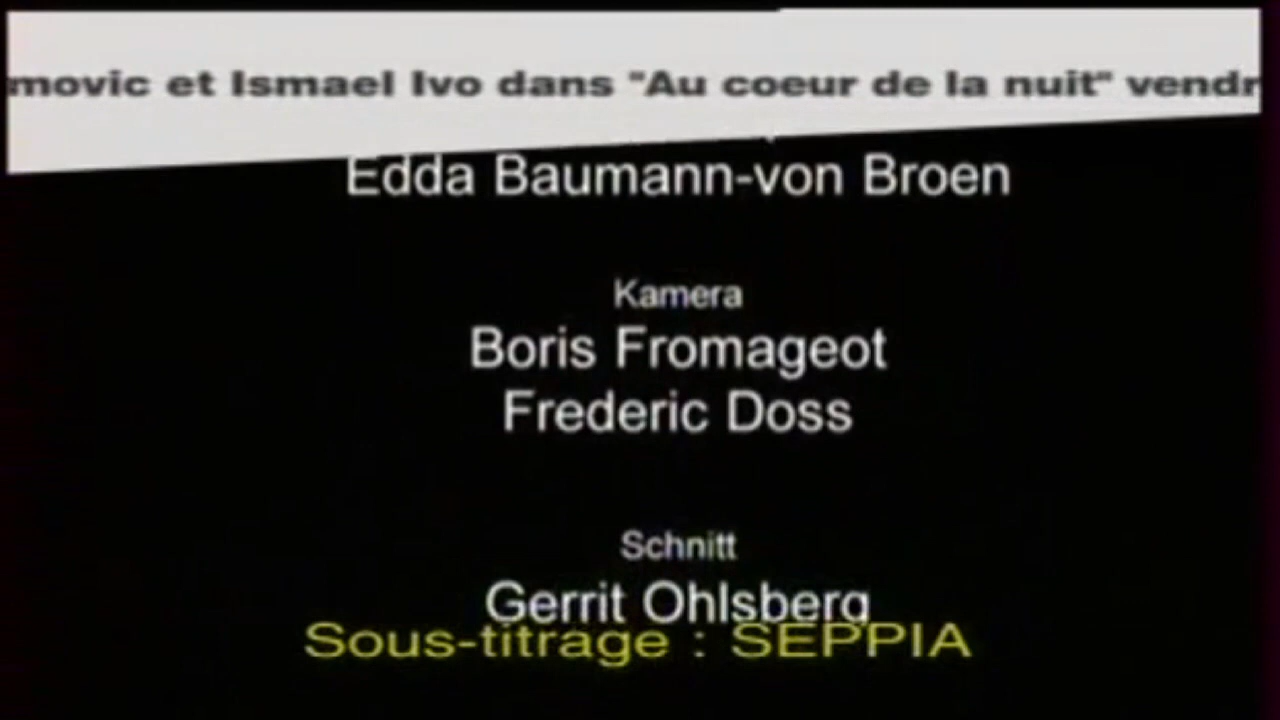 movic et Ismael Ivo dans "Au coeur de la nuit" vendr
Edda Baumann-von Broen
Kamera
Boris Fromageot
Frederic Doss
Schnitt
Gerrit Ohlsberg
Sous-titrage : SEPPIA